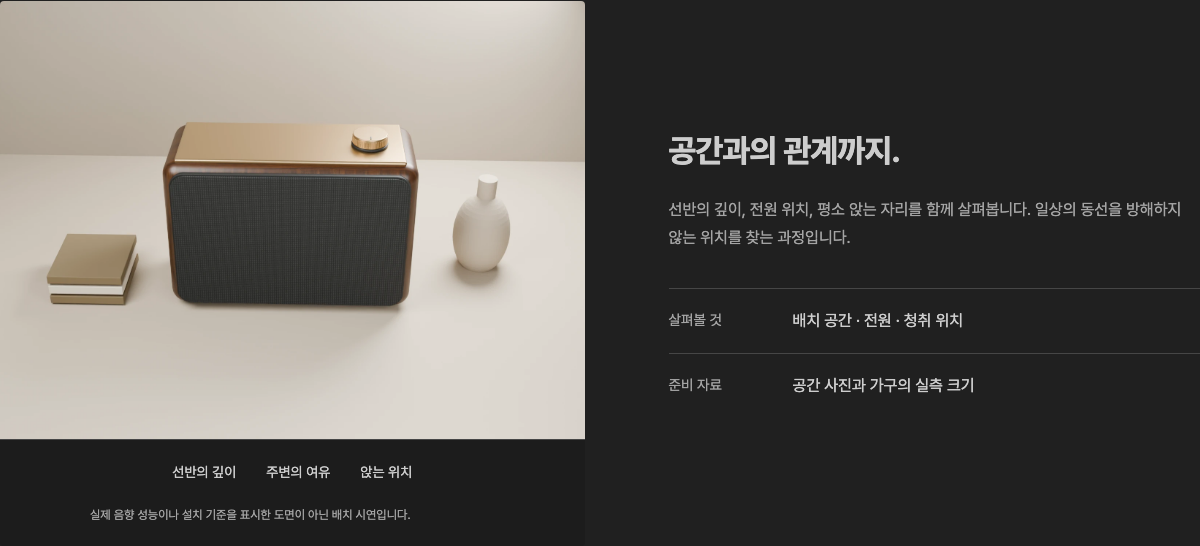 공간과의 관계까지.
선반의 깊이, 전원 위치, 평소 앉는 자리를 함께 살펴봅니다. 일상의 동선을 방해하지
않는 위치를 찾는 과정입니다.
살펴볼 것 배치 공간 · 전원 · 청취 위치
준비 자료 공간 사진과 가구의 실측 크기
선반의 깊이 주변의 여유 앉는 위치
실제 음향 성능이나 설치 기준을 표시한 도면이 아닌 배치 시연입니다.